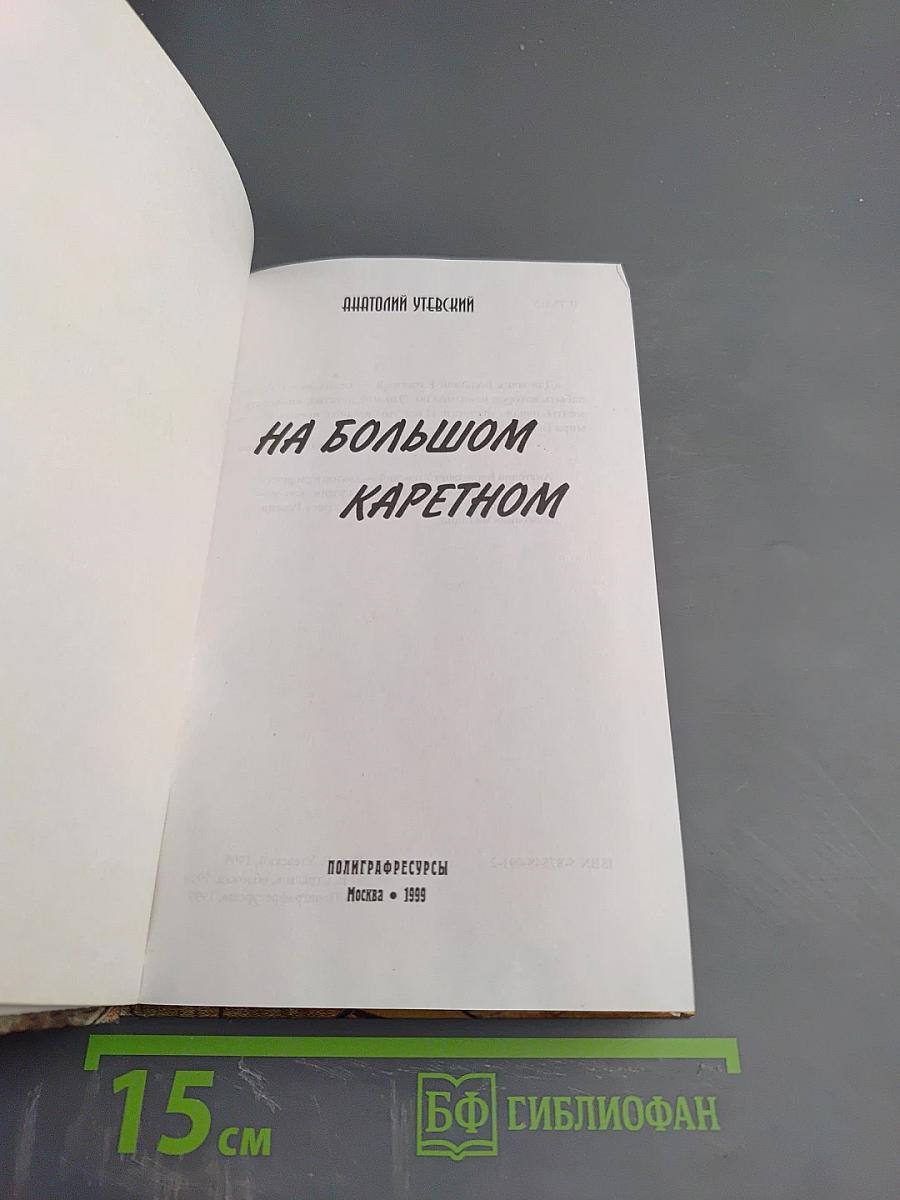 АНАТОЛИЙ УТЕВСКИЙ
НА БОЛЬШОМ
КАРЕТНОМ
ПОЛИГРАФРЕСУРСЫ
Москва • 1999
15 см
БФ БИБЛИОФАН